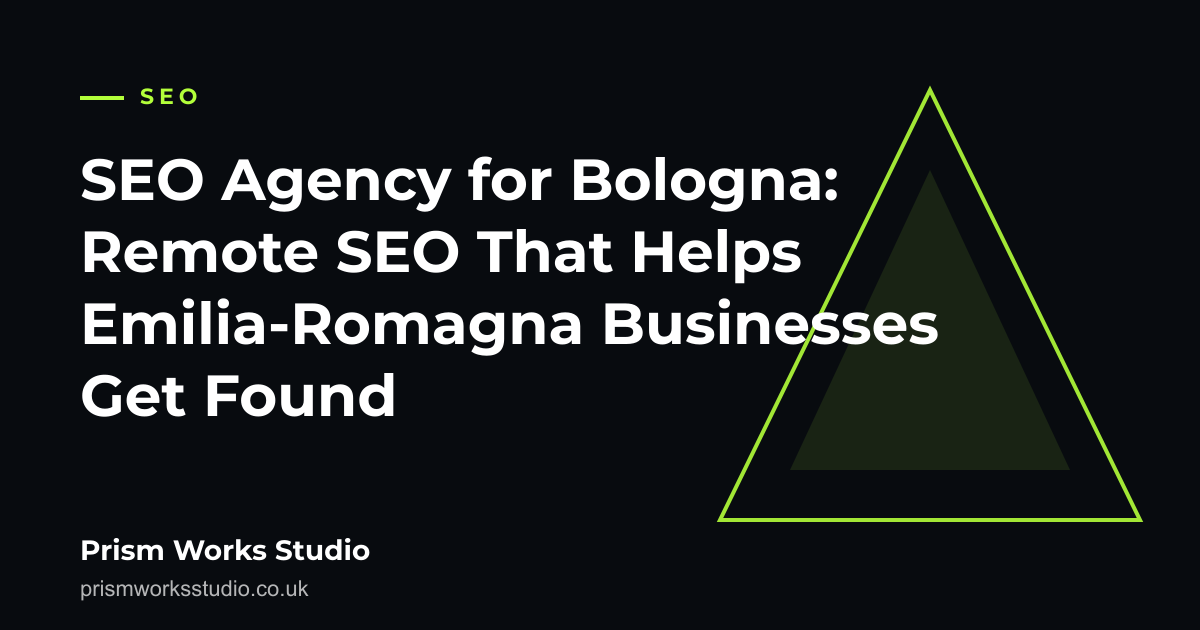 SEO
SEO Agency for Bologna:
Remote SEO That Helps
Emilia-Romagna Businesses
Get Found
Prism Works Studio
prismworksstudio.co.uk